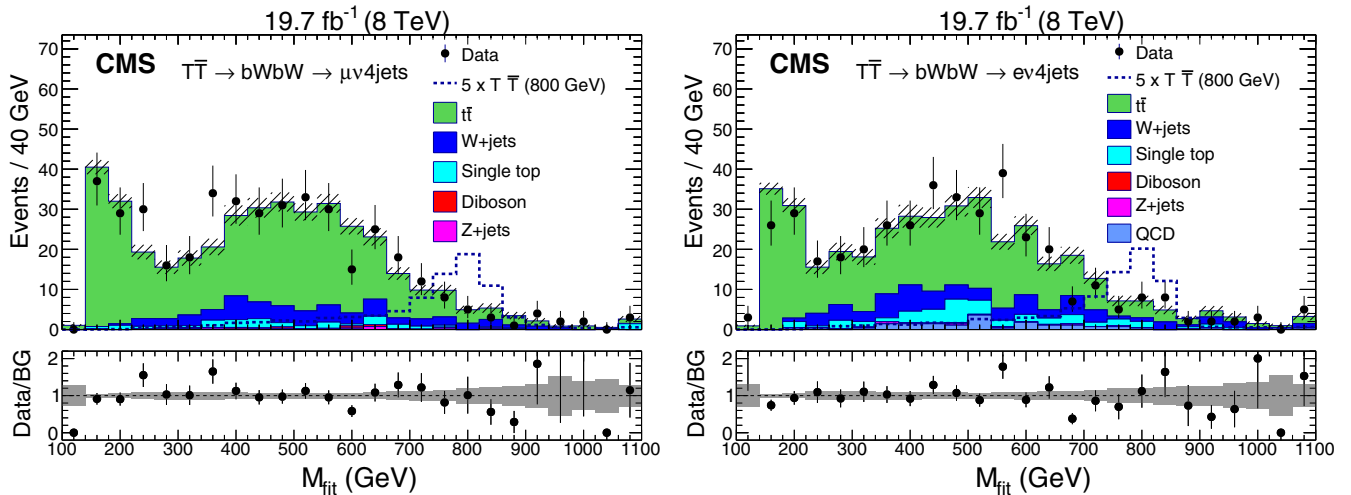 19.7 fb⁻¹ (8 TeV)
CMS
TT̅ → bWbW → μν4jets
Events / 40 GeV
70
60
50
40
30
20
10
0
Data
5 x T T̅ (800 GeV)
tt̅
W+jets
Single top
Diboson
Z+jets
Data/BG
2
1
0
100 200 300 400 500 600 700 800 900 1000 1100
M_fit (GeV)
19.7 fb⁻¹ (8 TeV)
CMS
TT̅ → bWbW → eν4jets
Events / 40 GeV
70
60
50
40
30
20
10
0
Data
5 x T T̅ (800 GeV)
tt̅
W+jets
Single top
Diboson
Z+jets
QCD
Data/BG
2
1
0
100 200 300 400 500 600 700 800 900 1000 1100
M_fit (GeV)